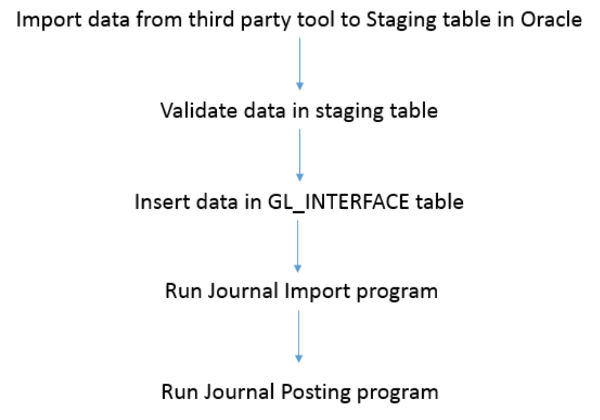 Import data from third party tool to Staging table in Oracle
Validate data in staging table
Insert data in GL_INTERFACE table
Run Journal Import program
Run Journal Posting program